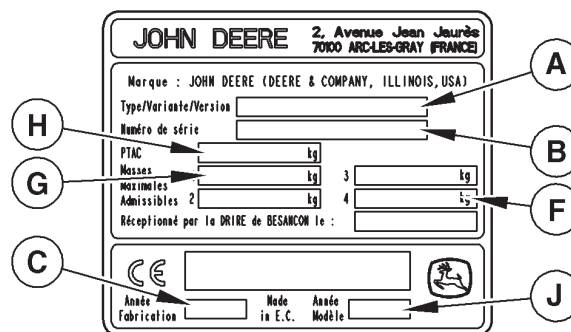 JOHN DEERE
2, Avenue Jean Jaurès
70100 ARC-LES-GRAY (FRANCE)
Marque : JOHN DEERE (DEERE & COMPANY, ILLINOIS, USA)
A
Type/Variante/Version
Numéro de série
B
H
PTAC kg
G
Masses kg 3 kg
Maximales
Admissibles 2 kg 4 kg
F
Réceptionné par la DRIRE de BESANCON le :
C
CE
J
Année Fabrication
Made in E.C.
Année Modèle